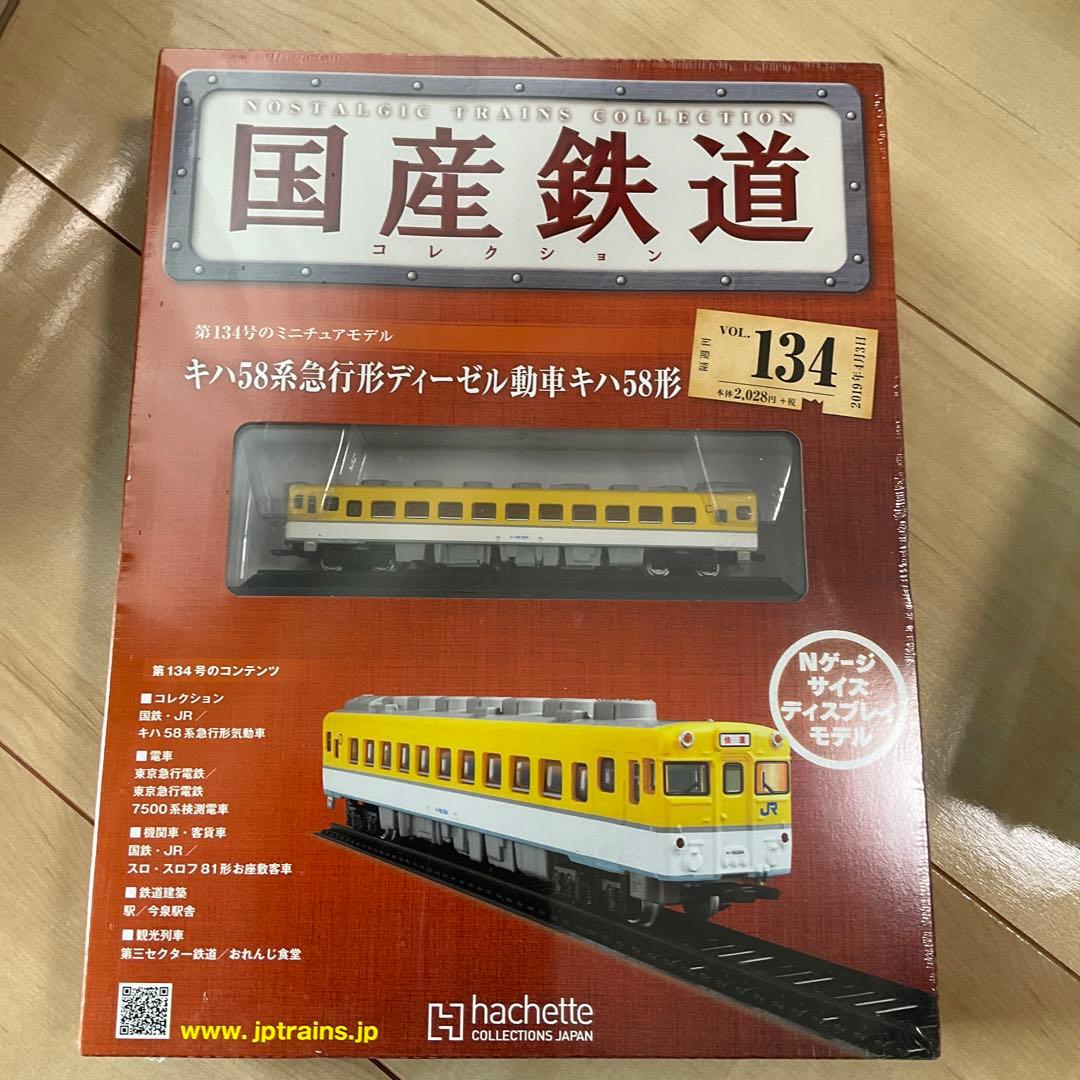 NOSTALGIC TRAINS COLLECTION
国産鉄道
コレクション
第134号のミニチュアモデル
キハ58系急行形ディーゼル動車キハ58形
VOL. 134
本体2,028円+税
2019年4月3日
Nゲージ
サイズ
ディスプレイ
モデル
第134号のコンテンツ
■コレクション
国鉄・JR/
キハ58系急行形気動車
■電車
東京急行電鉄/
東京急行電鉄
7500系検測電車
■機関車・客貨車
国鉄・JR/
スロ・スロフ81形お座敷客車
■鉄道建築
駅/今泉駅舎
■観光列車
第三セクター鉄道/おれんじ食堂
快速
JR
www.jptrains.jp
hachette
COLLECTIONS JAPAN